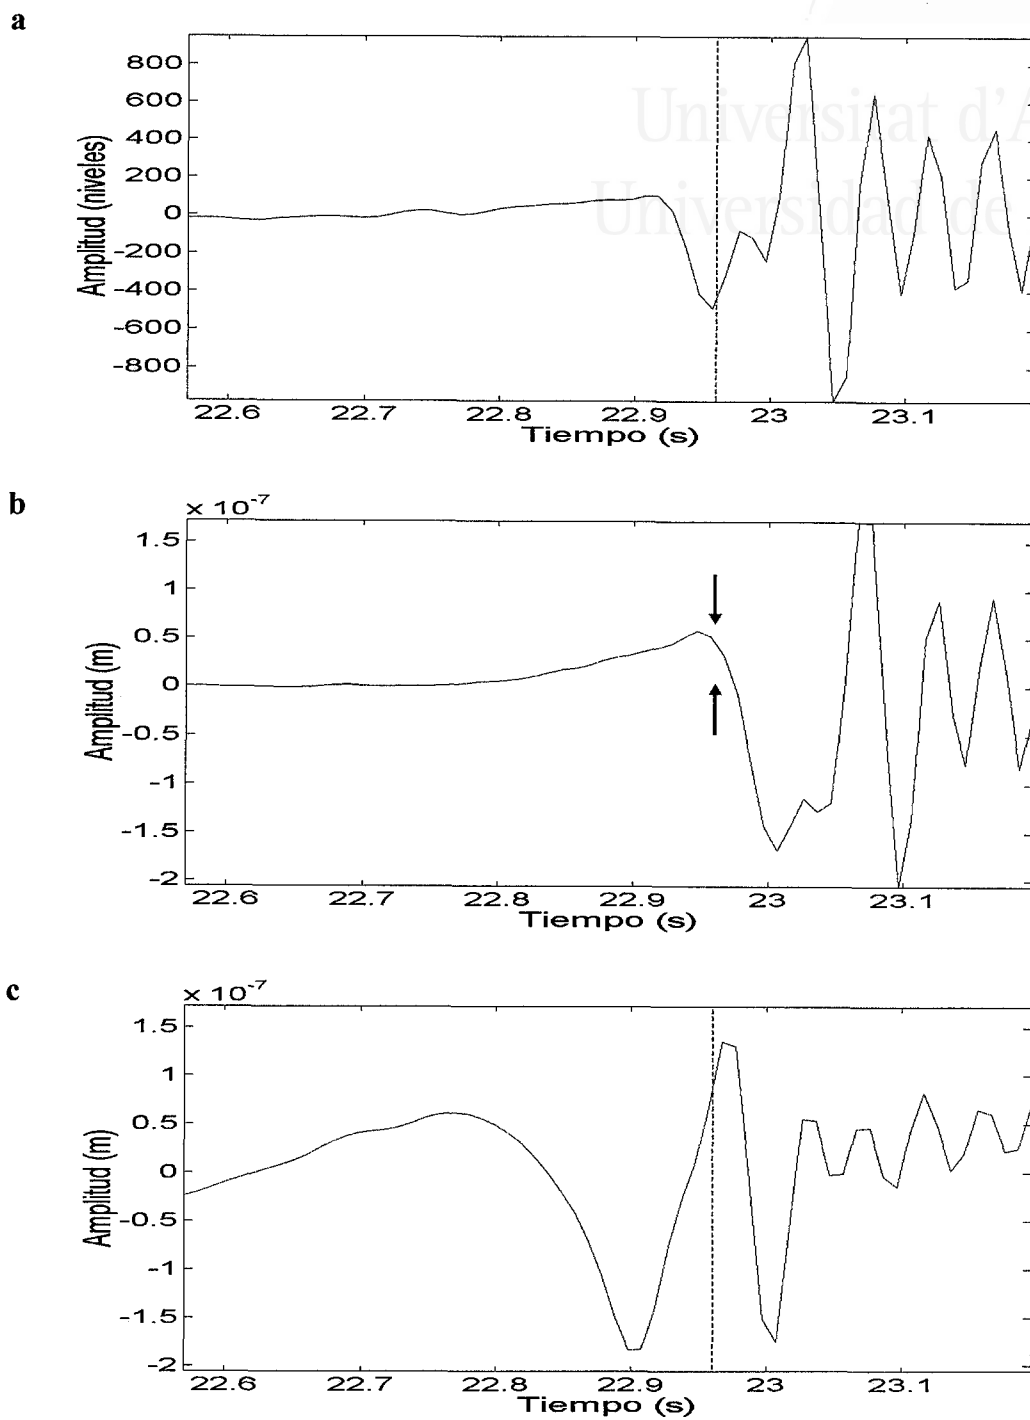 a
800
600
400
200
0
-200
-400
-600
-800
Amplitud (niveles)
22.6 22.7 22.8 22.9 23 23.1
Tiempo (s)
Universitat d'A
Universidad de
b
x 10-7
1.5
1
0.5
0
-0.5
-1
-1.5
-2
Amplitud (m)
22.6 22.7 22.8 22.9 23 23.1
Tiempo (s)
c
x 10-7
1.5
1
0.5
0
-0.5
-1
-1.5
-2
Amplitud (m)
22.6 22.7 22.8 22.9 23 23.1
Tiempo (s)